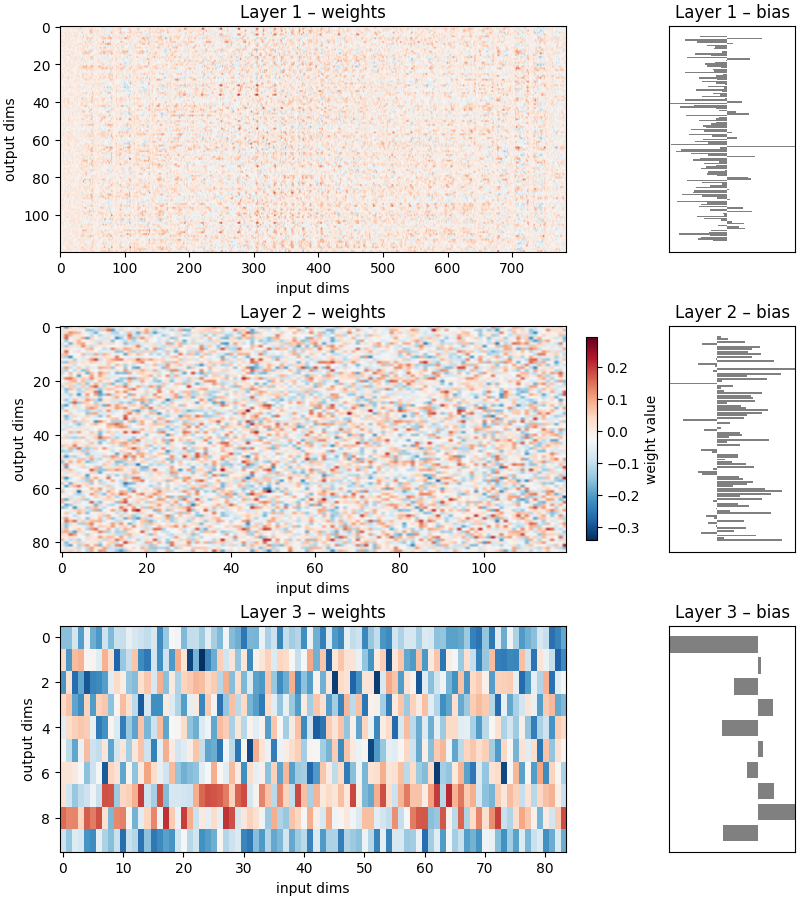 Layer 1 – weights
Layer 1 – bias
0
20
40
60
80
100
output dims
0 100 200 300 400 500 600 700
input dims
Layer 2 – weights
Layer 2 – bias
0
20
40
60
80
output dims
0 20 40 60 80 100
input dims
0.2
0.1
0.0
−0.1
−0.2
−0.3
weight value
Layer 3 – weights
Layer 3 – bias
0
2
4
6
8
output dims
0 10 20 30 40 50 60 70 80
input dims